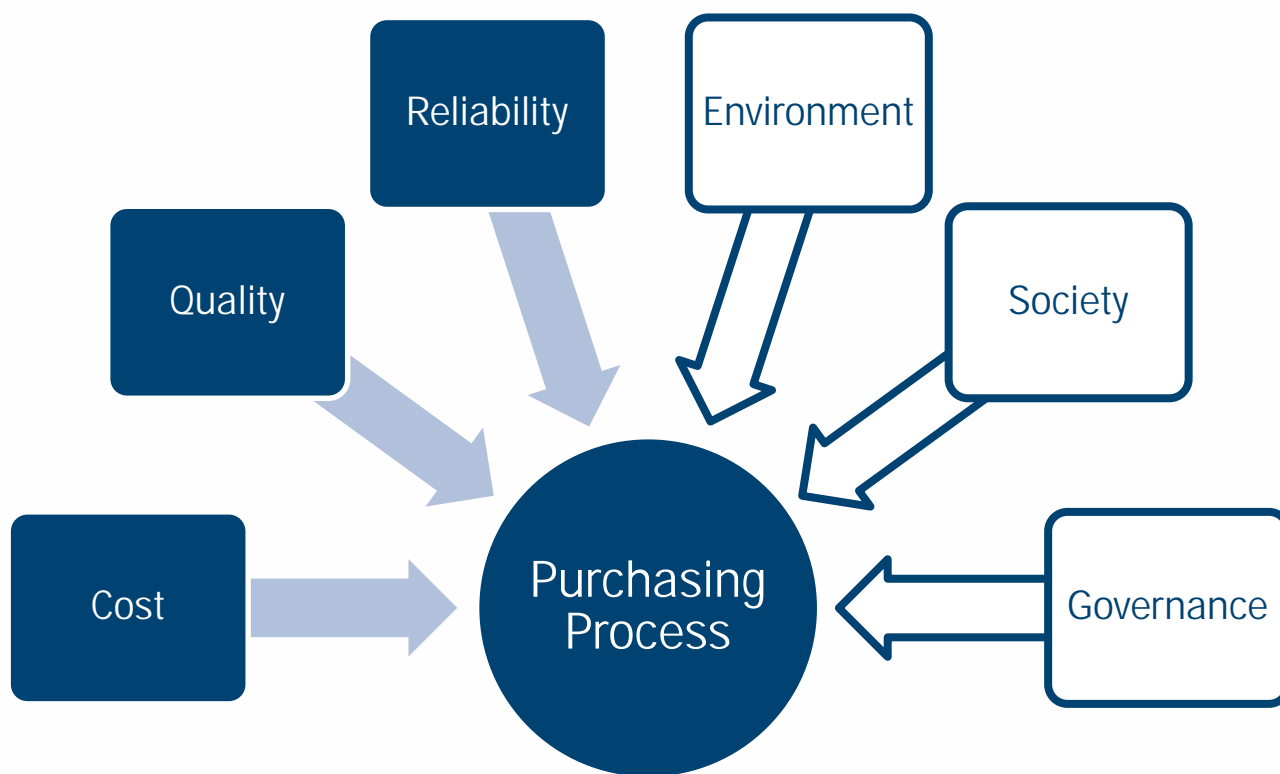 Reliability
Environment
Quality
Society
Cost
Purchasing
Process
Governance